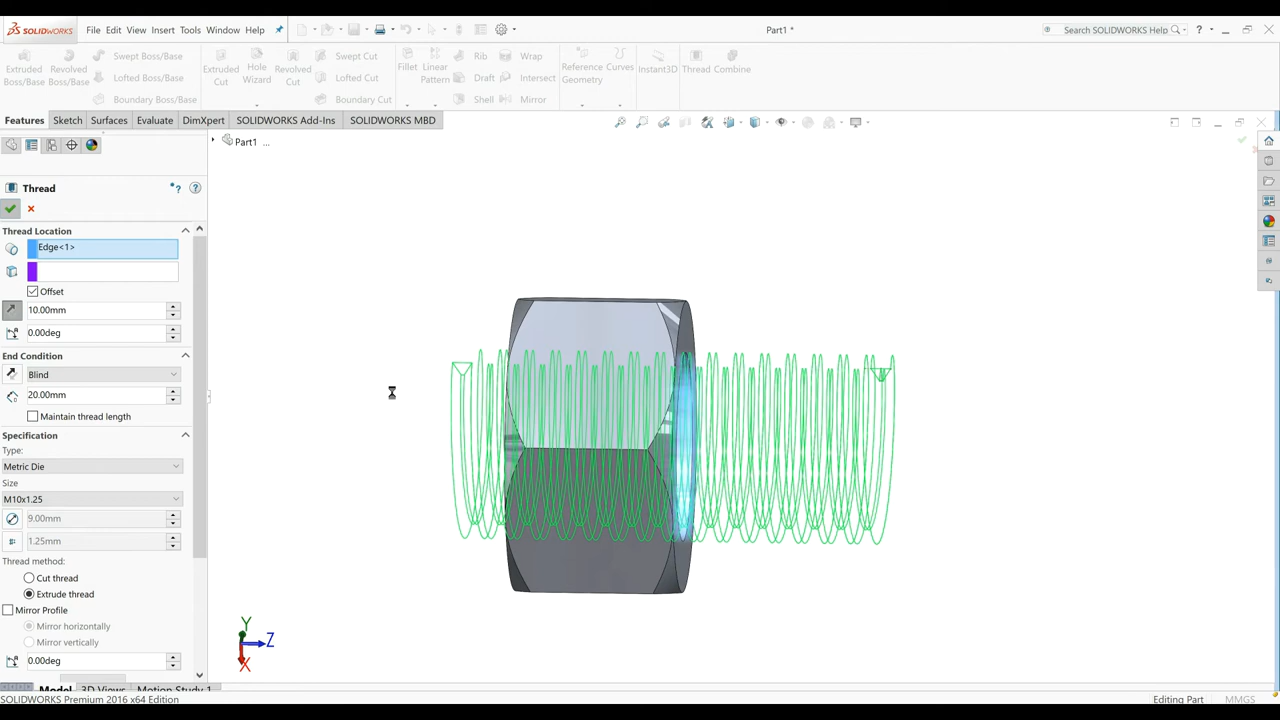 SOLIDWORKS File Edit View Insert Tools Window Help Part1 * Search SOLIDWORKS Help ?
Extruded Boss/Base
Revolved Boss/Base
Swept Boss/Base
Lofted Boss/Base
Boundary Boss/Base
Extruded Cut
Hole Wizard
Revolved Cut
Swept Cut
Lofted Cut
Boundary Cut
Fillet
Linear Pattern
Rib
Draft
Shell
Wrap
Intersect
Mirror
Reference Geometry
Curves
Instant3D
Thread
Combine
Features Sketch Surfaces Evaluate DimXpert SOLIDWORKS Add-Ins SOLIDWORKS MBD
Part1 ...
Thread
Thread Location
Edge<1>
Offset
10.00mm
0.00deg
End Condition
Blind
20.00mm
Maintain thread length
Specification
Type:
Metric Die
Size
M10x1.25
9.00mm
1.25mm
Thread method:
Cut thread
Extrude thread
Mirror Profile
Mirror horizontally
Mirror vertically
0.00deg
Y
Z
X
Model 3D Views Motion Study 1
SOLIDWORKS Premium 2016 x64 Edition Editing Part MMGS